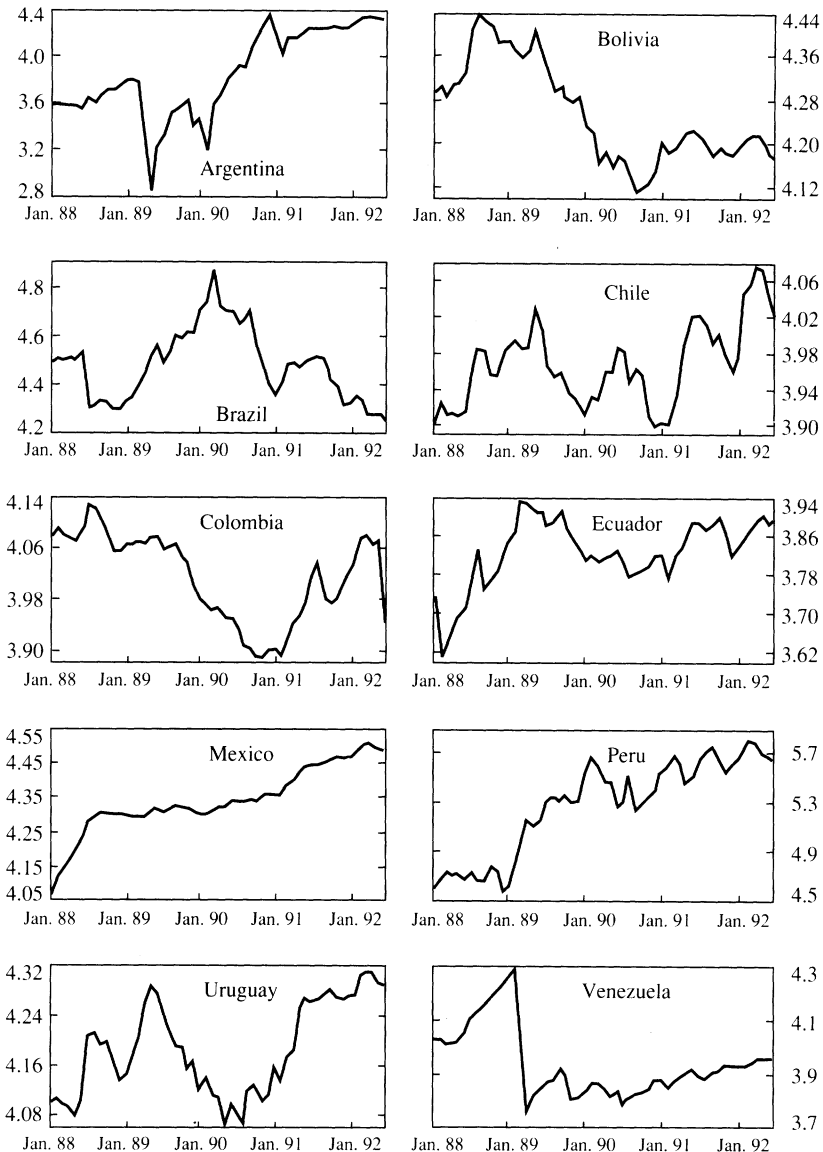 4.4
4.0
3.6
3.2
2.8
Argentina
Jan. 88 Jan. 89 Jan. 90 Jan. 91 Jan. 92
Bolivia
4.44
4.36
4.28
4.20
4.12
Jan. 88 Jan. 89 Jan. 90 Jan. 91 Jan. 92
4.8
4.6
4.4
4.2
Brazil
Jan. 88 Jan. 89 Jan. 90 Jan. 91 Jan. 92
Chile
4.06
4.02
3.98
3.94
3.90
Jan. 88 Jan. 89 Jan. 90 Jan. 91 Jan. 92
4.14
4.06
3.98
3.90
Colombia
Jan. 88 Jan. 89 Jan. 90 Jan. 91 Jan. 92
Ecuador
3.94
3.86
3.78
3.70
3.62
Jan. 88 Jan. 89 Jan. 90 Jan. 91 Jan. 92
4.55
4.45
4.35
4.25
4.15
4.05
Mexico
Jan. 88 Jan. 89 Jan. 90 Jan. 91 Jan. 92
Peru
5.7
5.3
4.9
4.5
Jan. 88 Jan. 89 Jan. 90 Jan. 91 Jan. 92
4.32
4.24
4.16
4.08
Uruguay
Jan. 88 Jan. 89 Jan. 90 Jan. 91 Jan. 92
Venezuela
4.3
4.1
3.9
3.7
Jan. 88 Jan. 89 Jan. 90 Jan. 91 Jan. 92